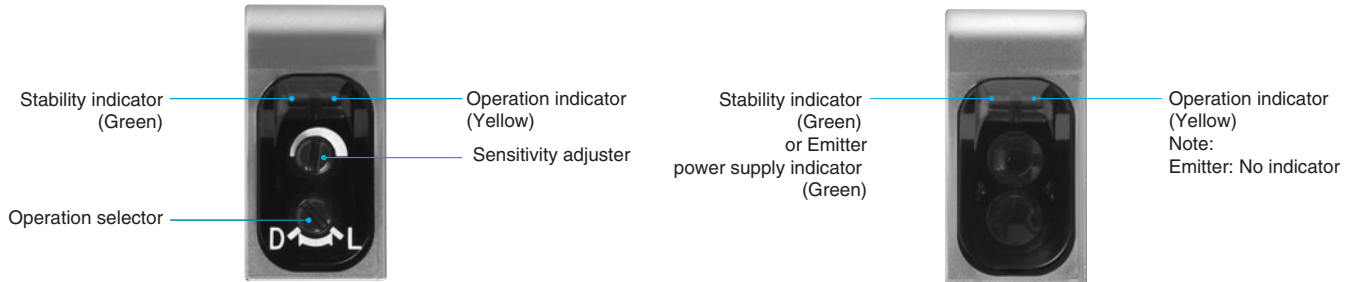 Stability indicator
(Green)
Operation indicator
(Yellow)
Sensitivity adjuster
Operation selector
D L
Stability indicator
(Green)
or Emitter
power supply indicator
(Green)
Operation indicator
(Yellow)
Note:
Emitter: No indicator